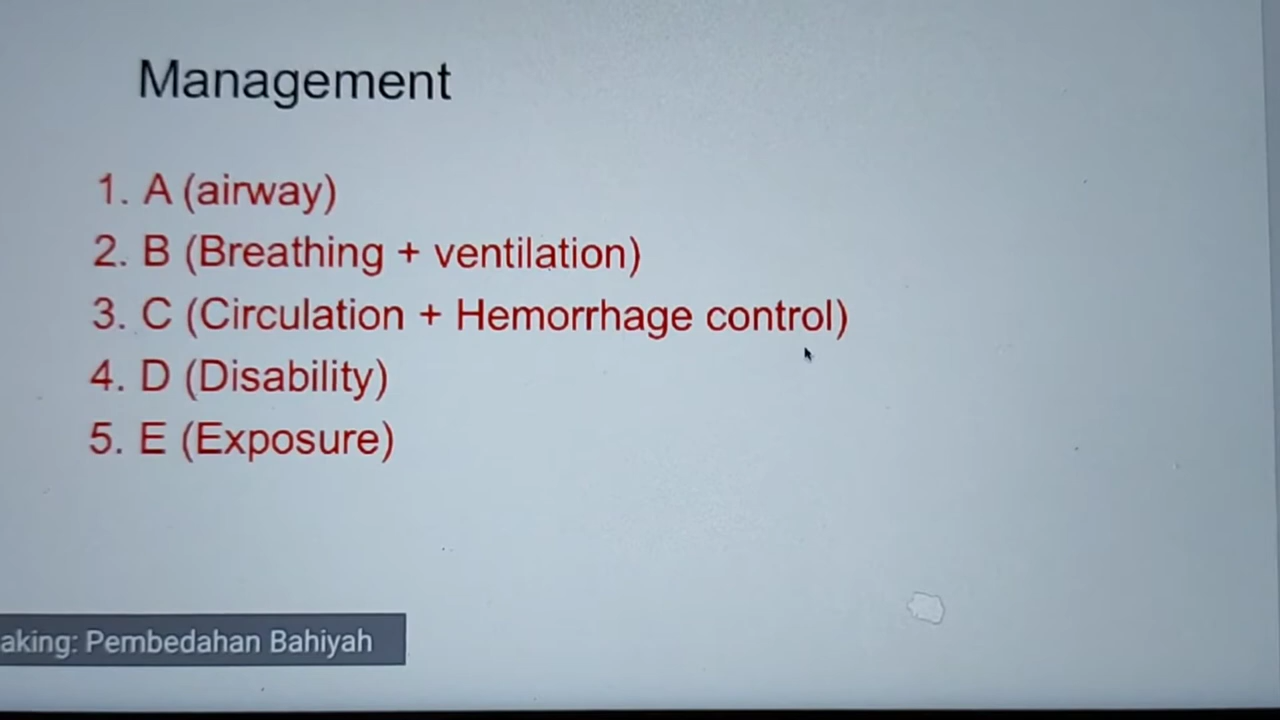 Management
1. A (airway)
2. B (Breathing + ventilation)
3. C (Circulation + Hemorrhage control)
4. D (Disability)
5. E (Exposure)
aking: Pembedahan Bahiyah